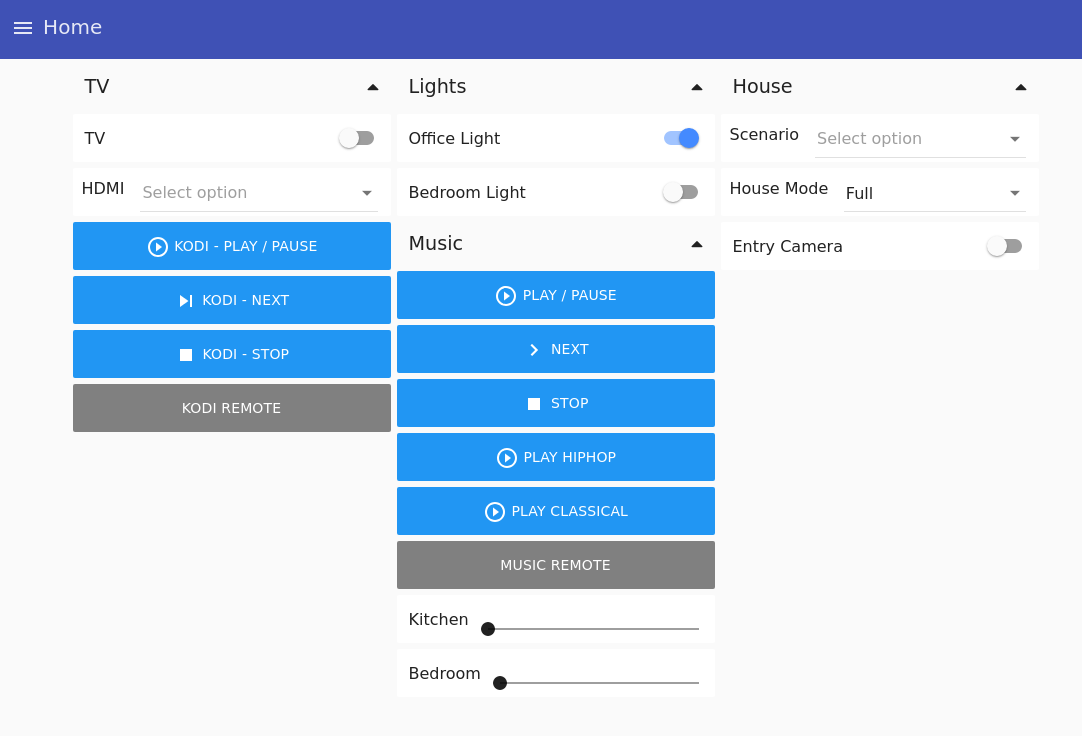 Home
TV
TV
HDMI Select option
KODI - PLAY / PAUSE
KODI - NEXT
KODI - STOP
KODI REMOTE
Lights
Office Light
Bedroom Light
Music
PLAY / PAUSE
NEXT
STOP
PLAY HIPHOP
PLAY CLASSICAL
MUSIC REMOTE
Kitchen
Bedroom
House
Scenario Select option
House Mode Full
Entry Camera